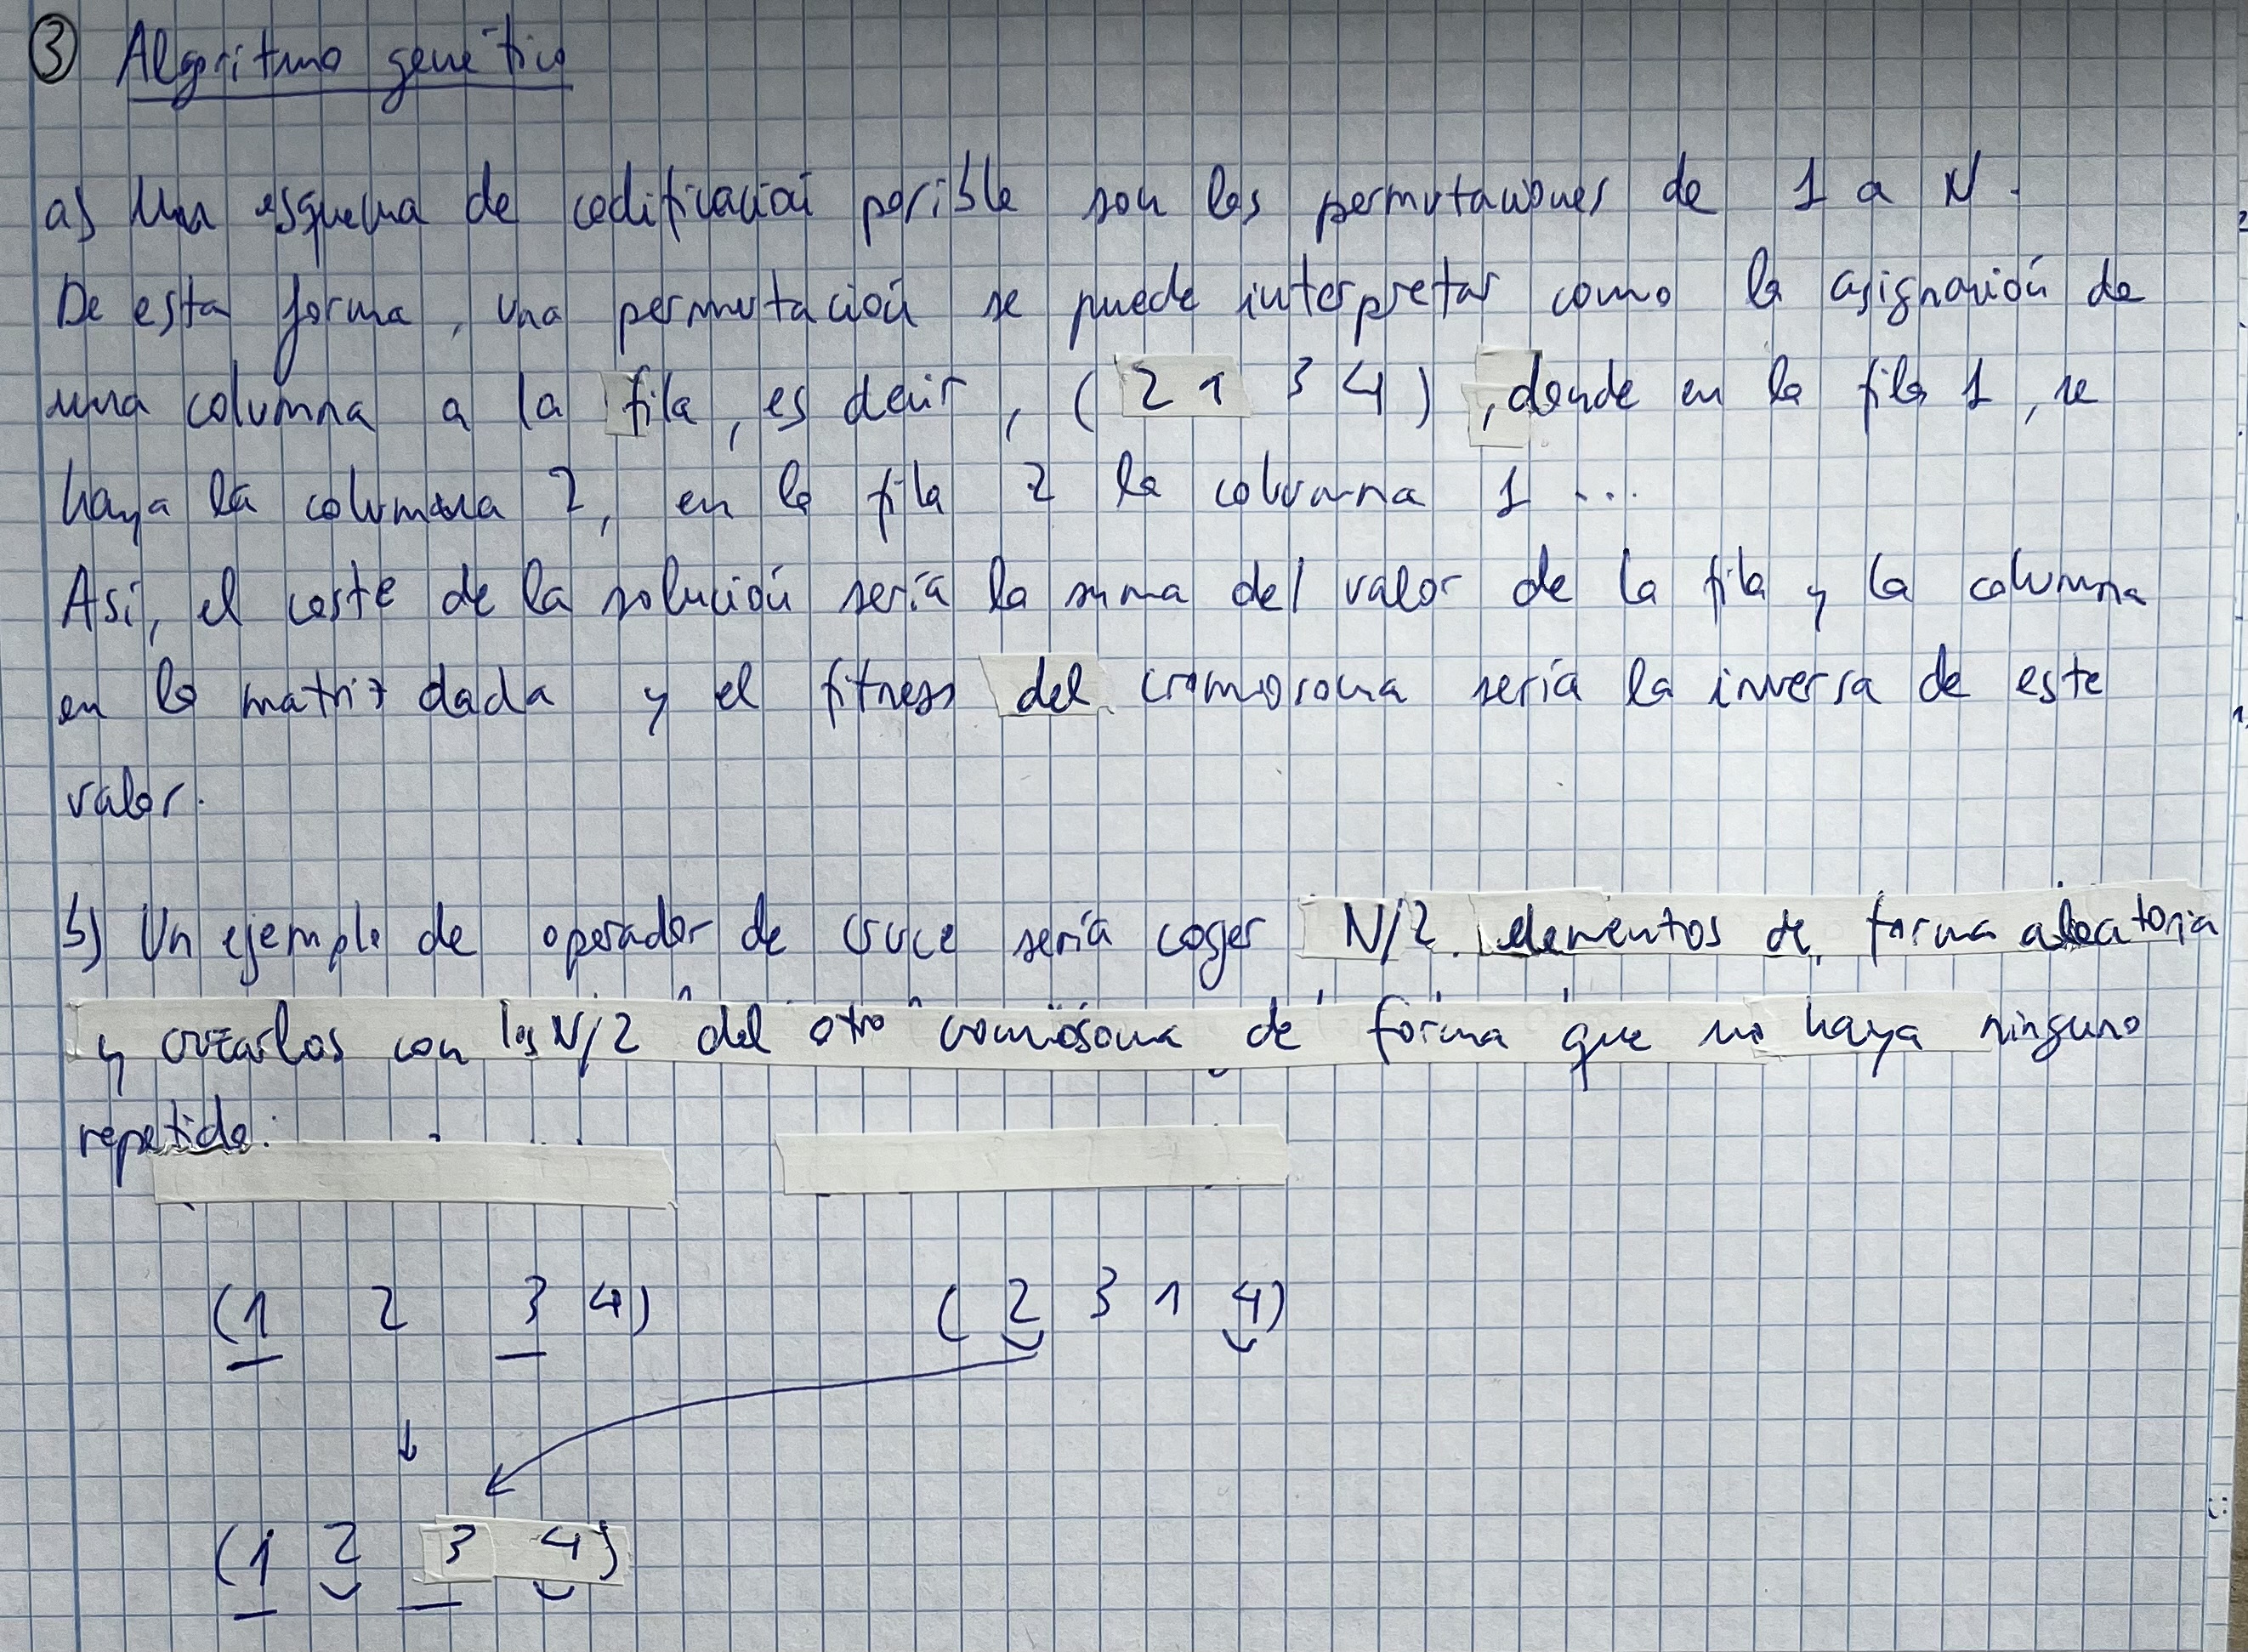 ③ Algoritmo genético
a) Un esquema de codificación posible son las permutaciones de 1 a N.
De esta forma, una permutación se puede interpretar como la asignación de
una columna a la fila, es decir, (2 1 3 4), donde en la fila 1, se
haya la columna 2, en la fila 2 la columna 1 ...
Así, el coste de la solución sería la suma del valor de la fila y la columna
en la matriz dada y el fitness del cromosoma sería la inversa de este
valor.
b) Un ejemplo de operador de cruce sería coger N/2 elementos de forma aleatoria
y cruzarlos con los N/2 del otro cromosoma de forma que no haya ninguno
repetido.
(1 2 3 4) (2 3 1 4)
(1 2 3 4)